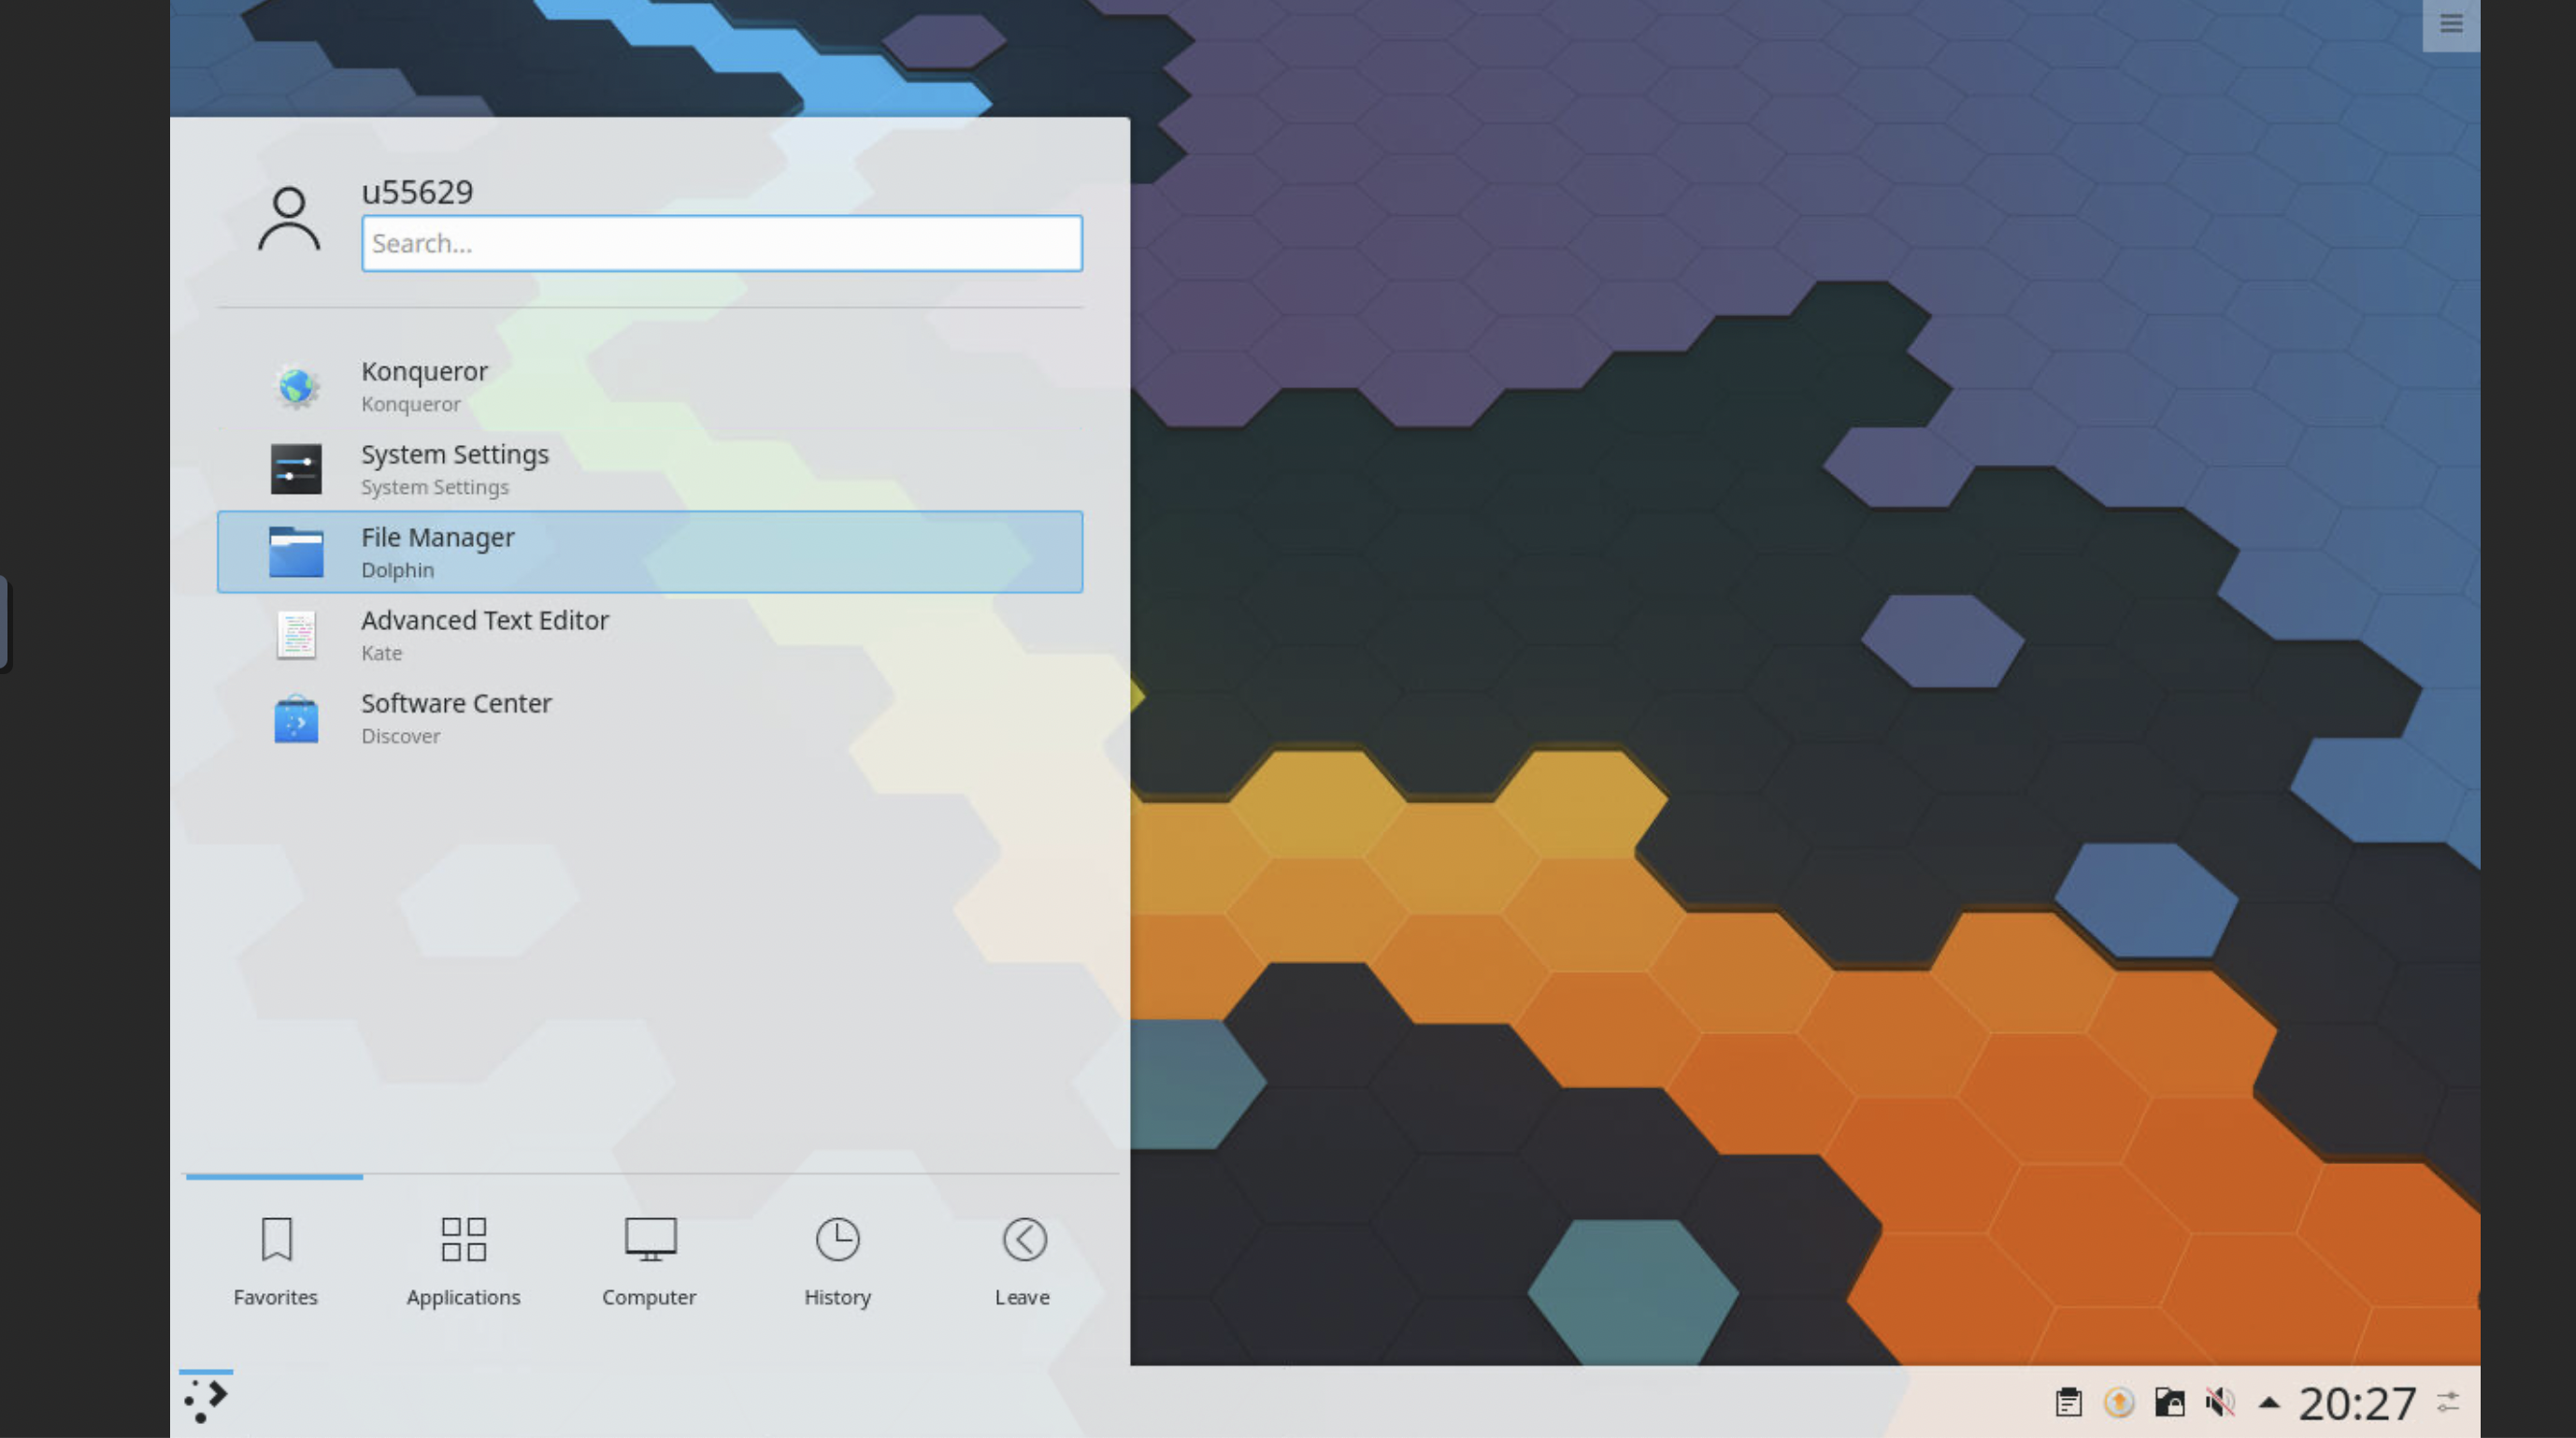 u55629
Search...
Konqueror
Konqueror
System Settings
System Settings
File Manager
Dolphin
Advanced Text Editor
Kate
Software Center
Discover
Favorites
Applications
Computer
History
Leave
20:27